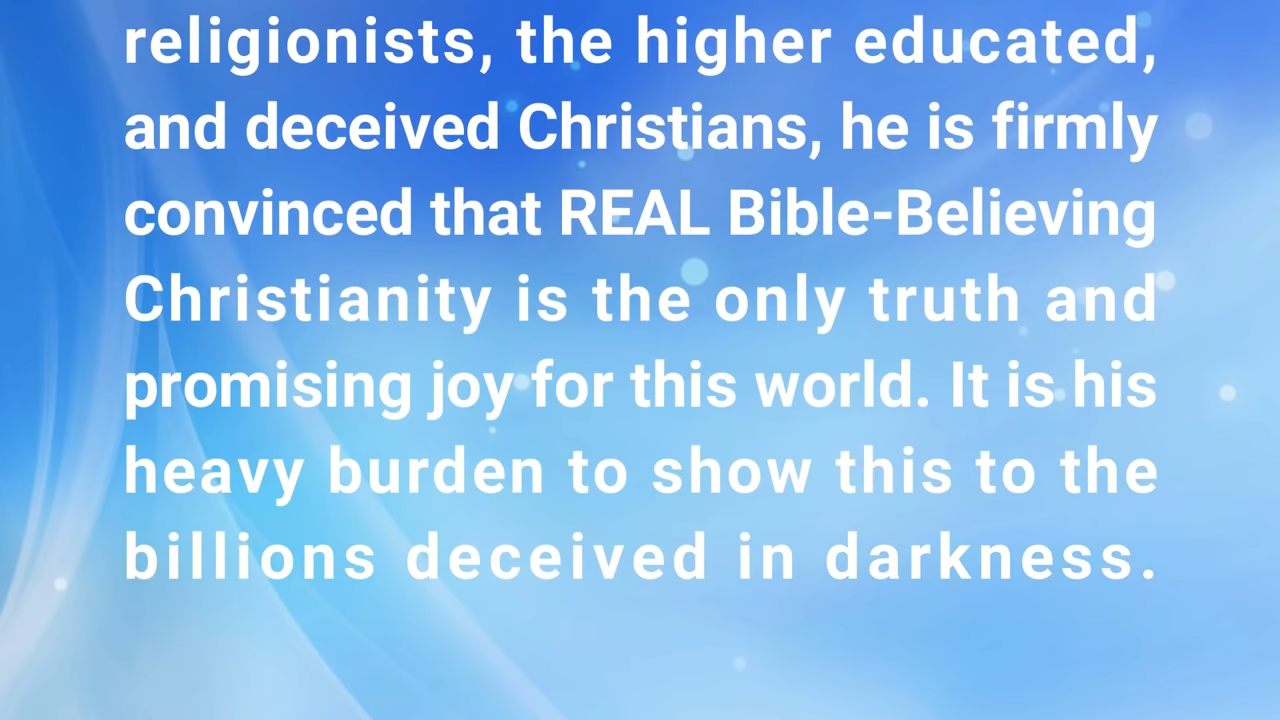 religionists, the higher educated,
and deceived Christians, he is firmly
convinced that REAL Bible-Believing
Christianity is the only truth and
promising joy for this world. It is his
heavy burden to show this to the
billions deceived in darkness.